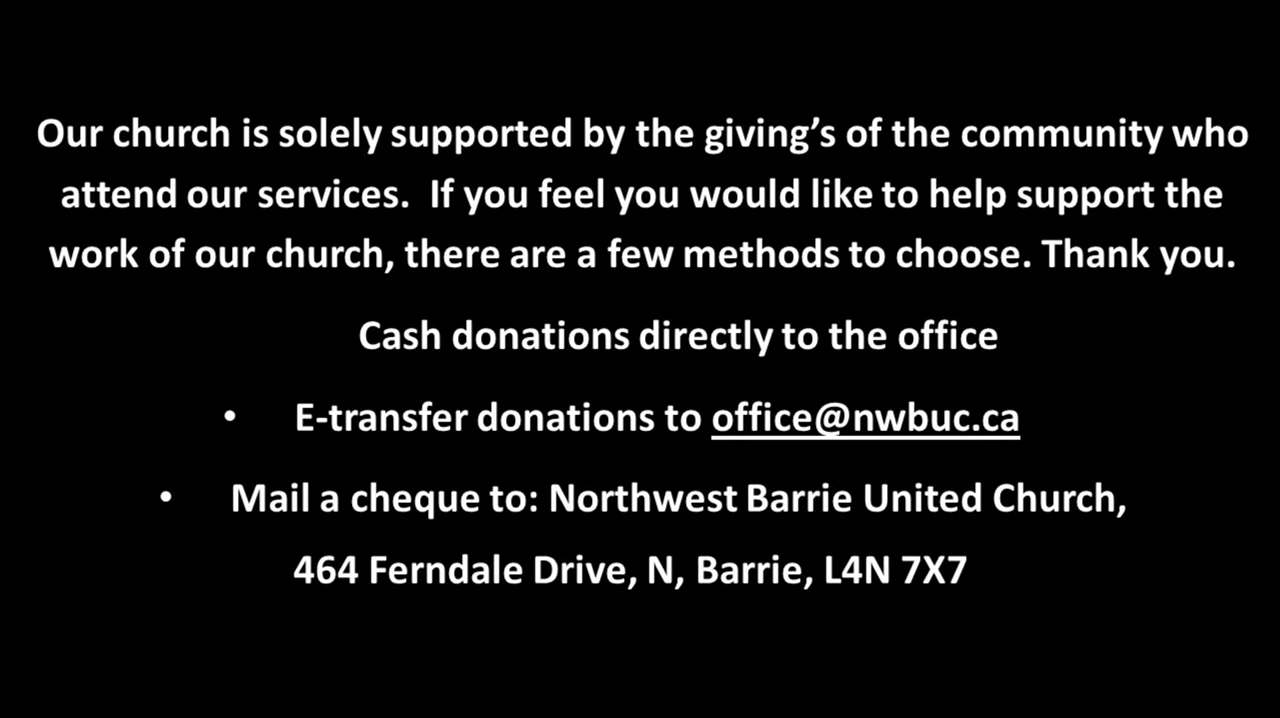 Our church is solely supported by the giving’s of the community who
attend our services.  If you feel you would like to help support the
work of our church, there are a few methods to choose. Thank you.
Cash donations directly to the office
• E-transfer donations to office@nwbuc.ca
• Mail a cheque to: Northwest Barrie United Church,
464 Ferndale Drive, N, Barrie, L4N 7X7